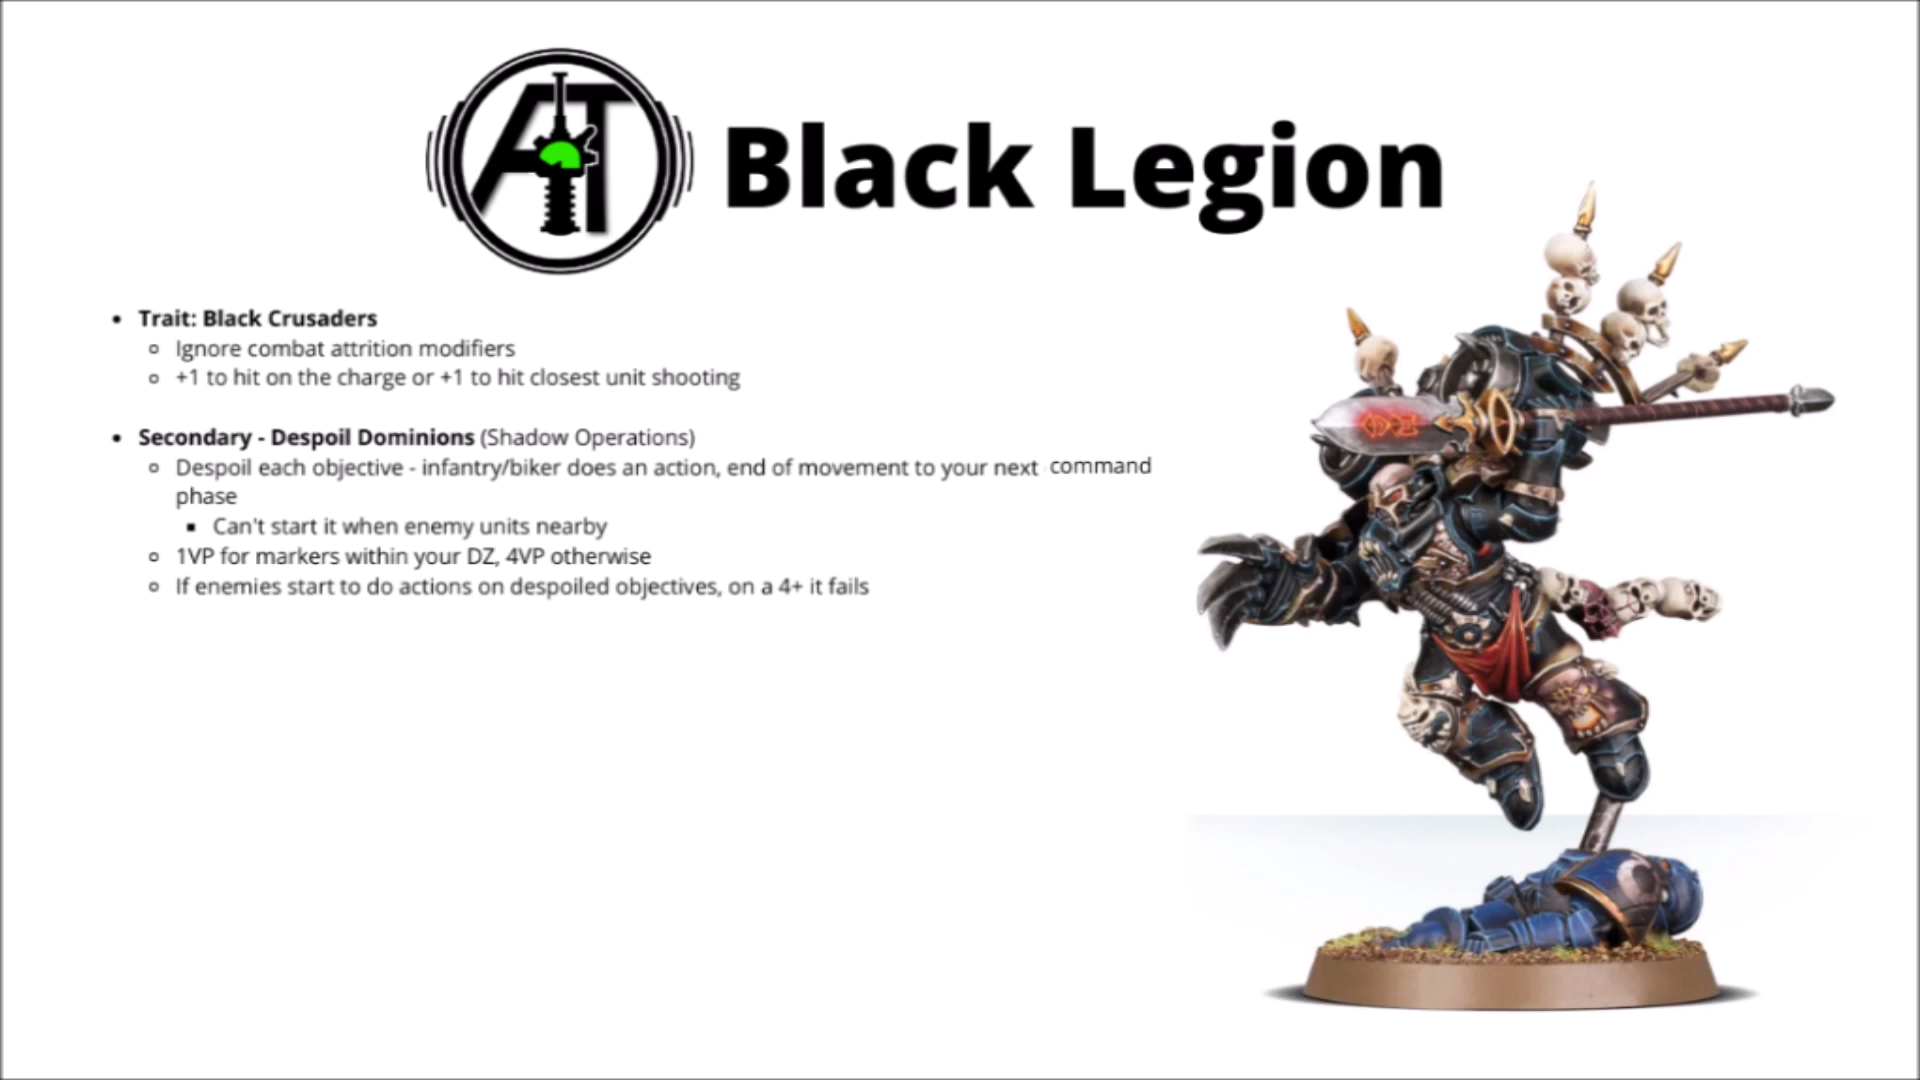 AT
Black Legion
• Trait: Black Crusaders
◦ Ignore combat attrition modifiers
◦ +1 to hit on the charge or +1 to hit closest unit shooting
• Secondary - Despoil Dominions (Shadow Operations)
◦ Despoil each objective - infantry/biker does an action, end of movement to your next command
phase
▪ Can't start it when enemy units nearby
◦ 1VP for markers within your DZ, 4VP otherwise
◦ If enemies start to do actions on despoiled objectives, on a 4+ it fails